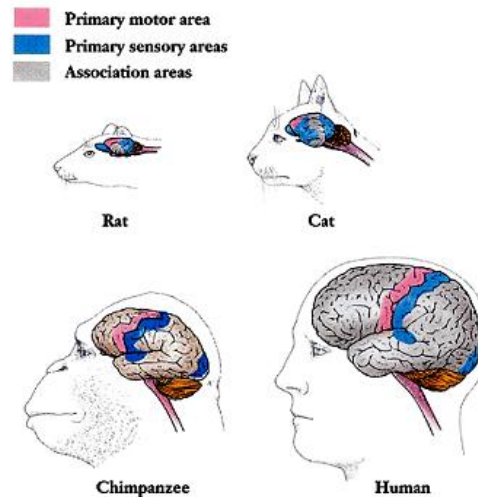 Primary motor area
Primary sensory areas
Association areas
Rat
Cat
Chimpanzee
Human